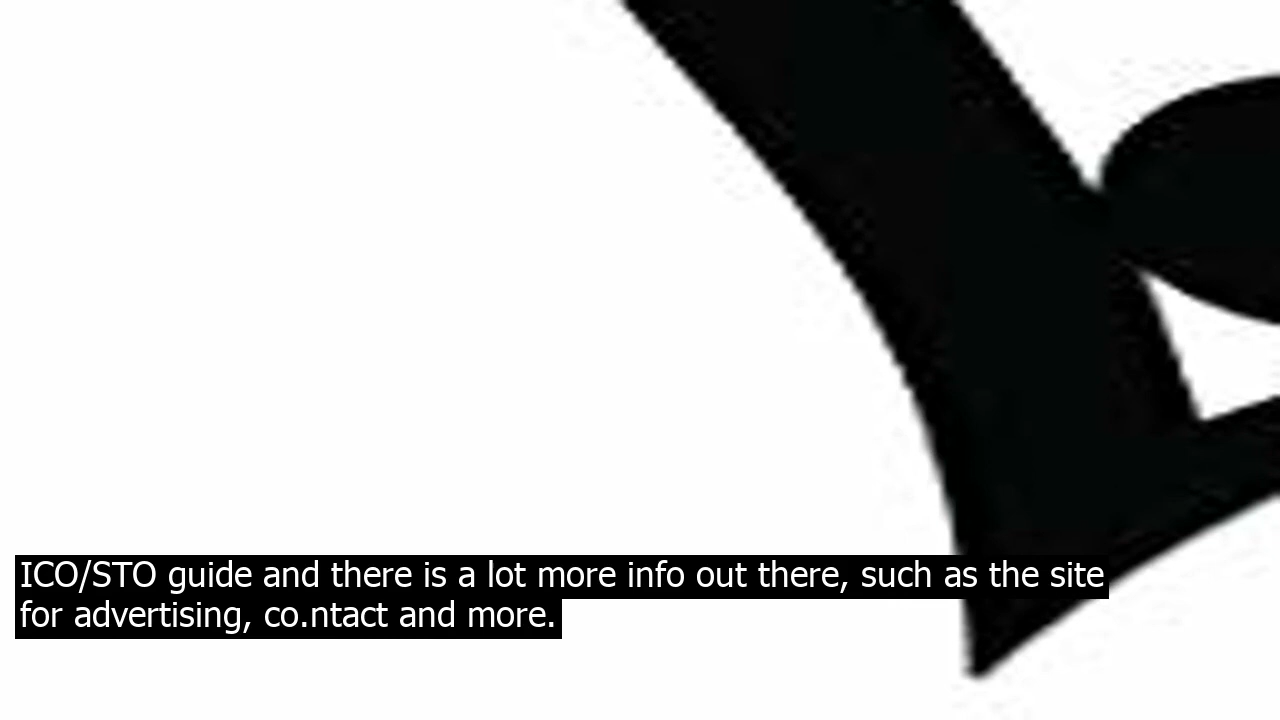 ICO/STO guide and there is a lot more info out there, such as the site
for advertising, co.ntact and more.